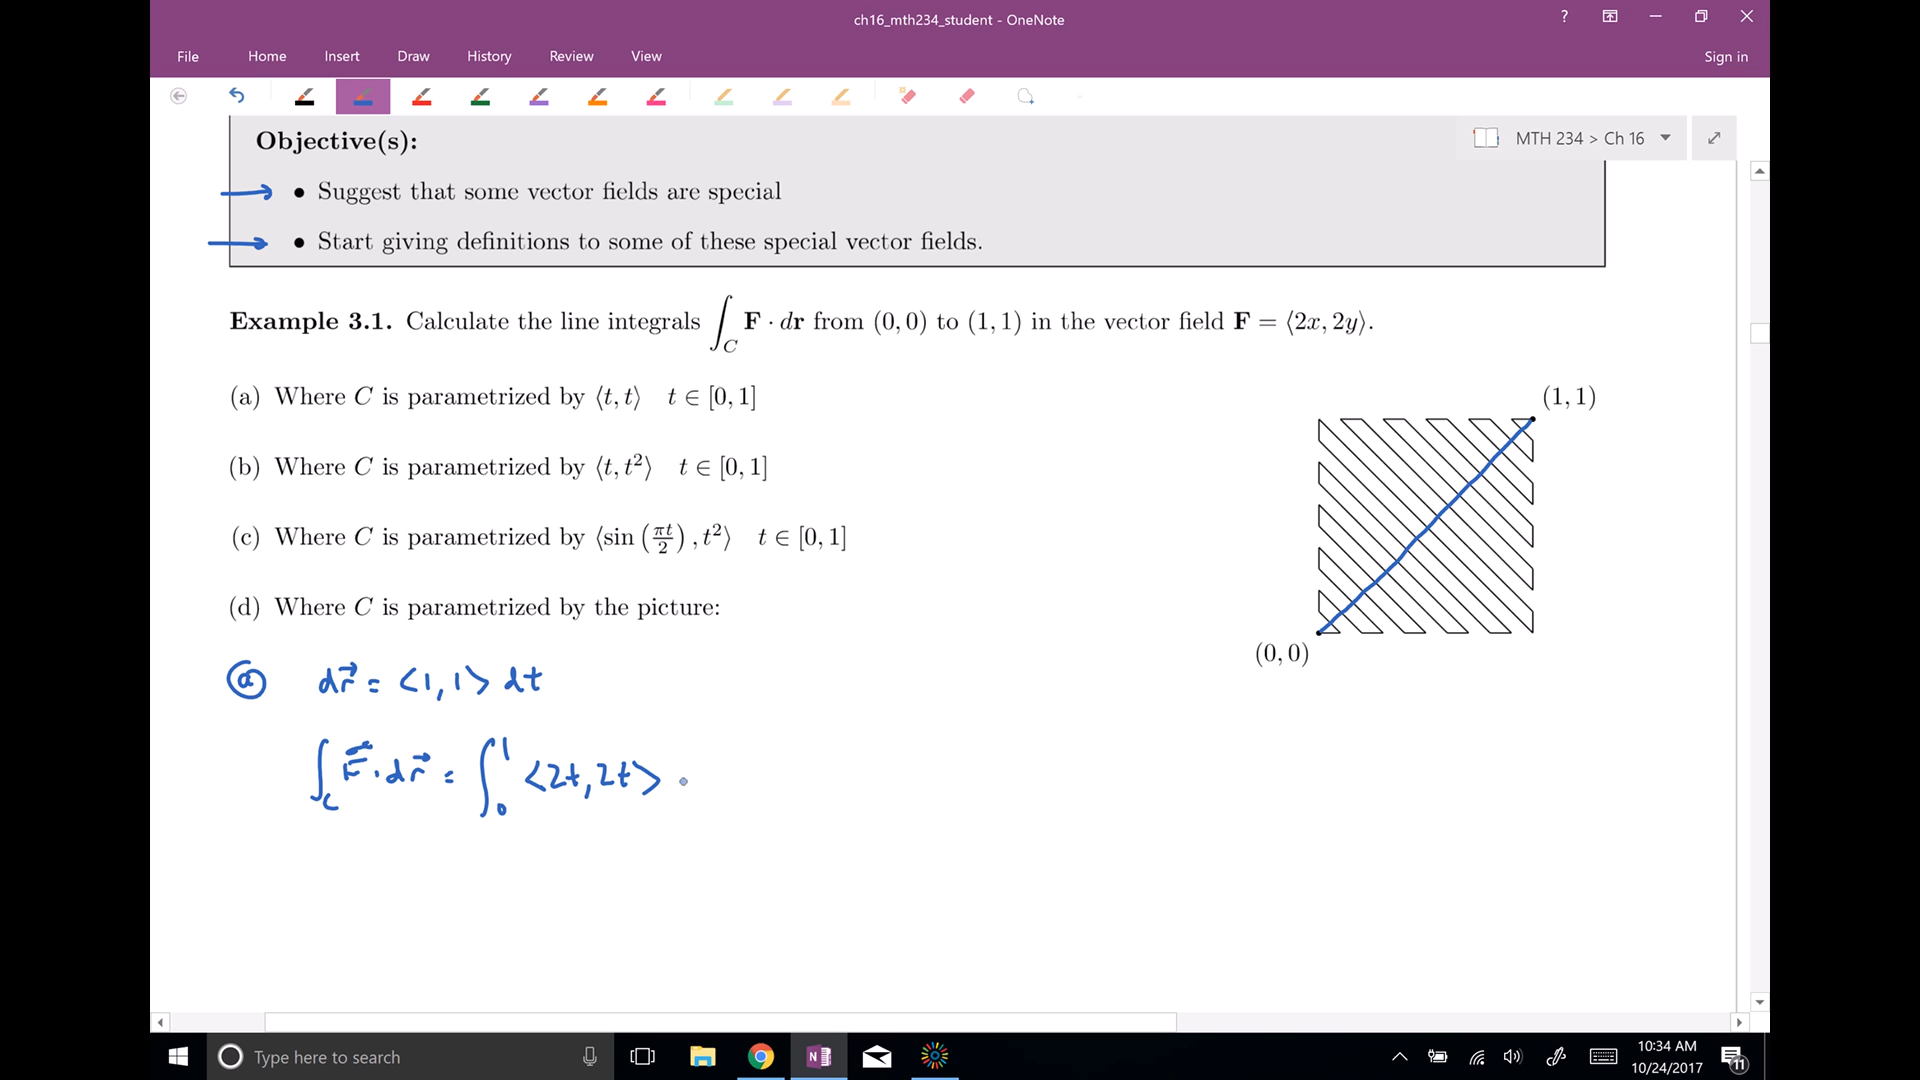 ch16_mth234_student - OneNote
?
File Home Insert Draw History Review View Sign in
Objective(s):
MTH 234 > Ch 16
• Suggest that some vector fields are special
• Start giving definitions to some of these special vector fields.
Example 3.1. Calculate the line integrals ∫_C F · dr from (0, 0) to (1, 1) in the vector field F = ⟨2x, 2y⟩.
(a) Where C is parametrized by ⟨t, t⟩ t ∈ [0, 1]
(1, 1)
(b) Where C is parametrized by ⟨t, t²⟩ t ∈ [0, 1]
(c) Where C is parametrized by ⟨sin(πt/2), t²⟩ t ∈ [0, 1]
(d) Where C is parametrized by the picture:
(0, 0)
ⓐ dr⃗ = <1, 1> dt
∫_C F⃗ · dr⃗ = ∫_0^1 <2t, 2t> ·
Type here to search
N
10:34 AM
10/24/2017
11